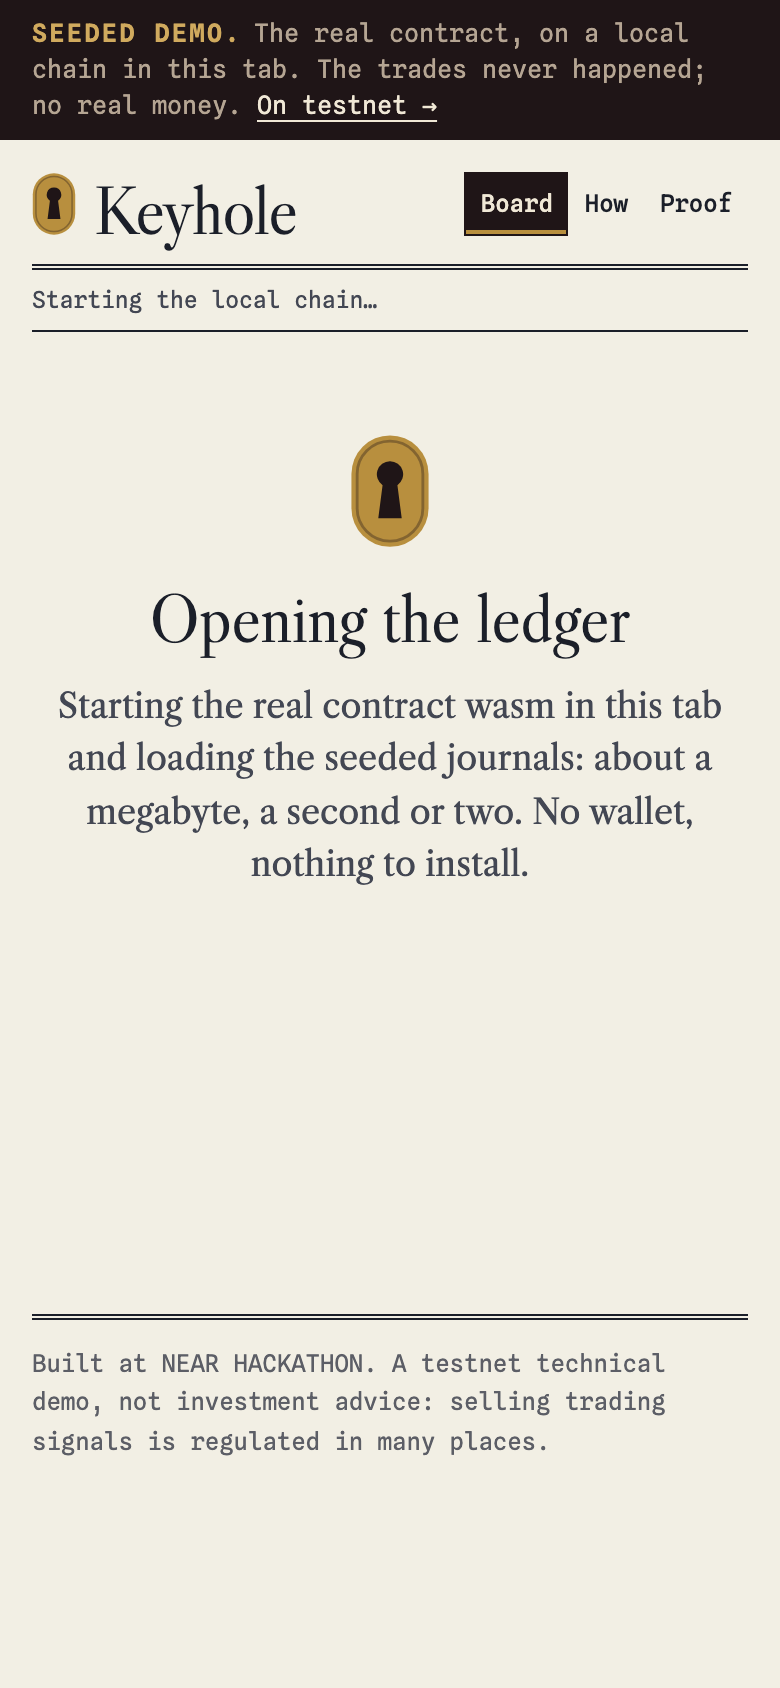 SEEDED DEMO. The real contract, on a local
chain in this tab. The trades never happened;
no real money. On testnet →
Keyhole
Board How Proof
Starting the local chain…
Opening the ledger
Starting the real contract wasm in this tab
and loading the seeded journals: about a
megabyte, a second or two. No wallet,
nothing to install.
Built at NEAR HACKATHON. A testnet technical
demo, not investment advice: selling trading
signals is regulated in many places.